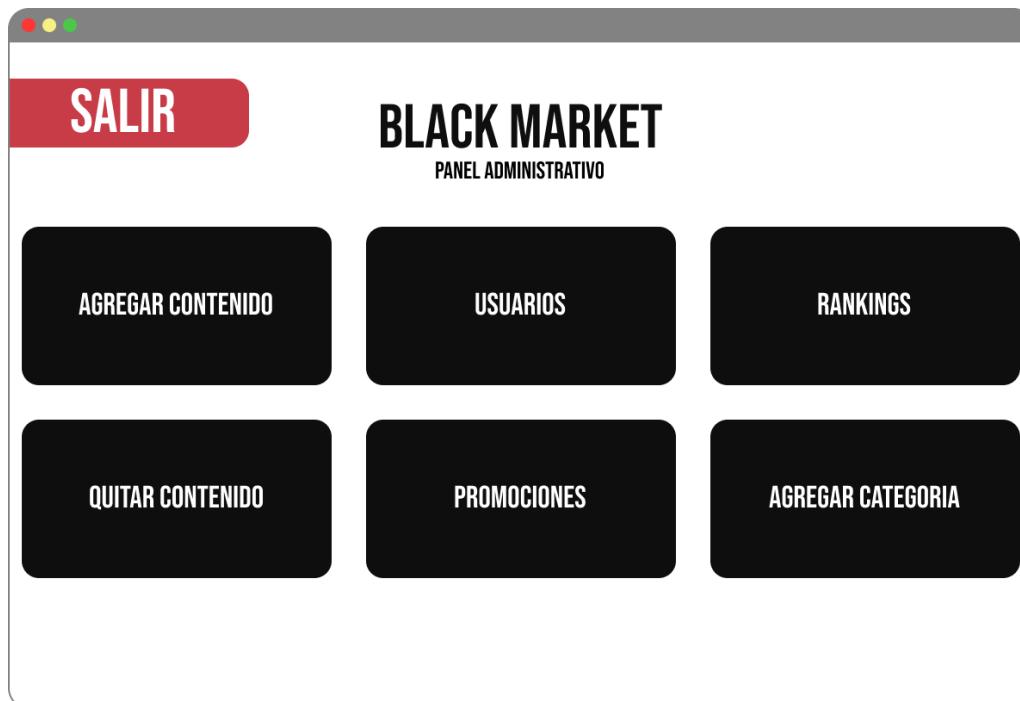 SALIR
BLACK MARKET
PANEL ADMINISTRATIVO
AGREGAR CONTENIDO
USUARIOS
RANKINGS
QUITAR CONTENIDO
PROMOCIONES
AGREGAR CATEGORIA